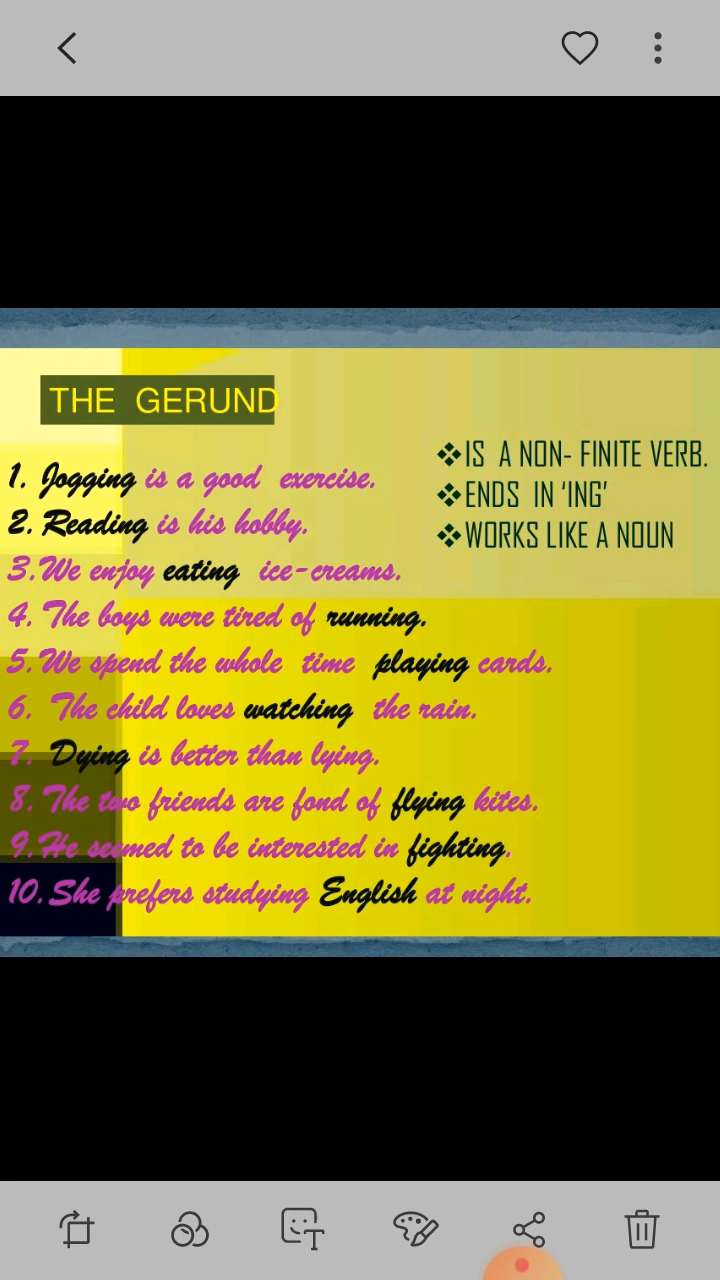 THE GERUND
❖IS A NON- FINITE VERB.
❖ENDS IN ‘ING’
❖WORKS LIKE A NOUN
1. Jogging is a good exercise.
2. Reading is his hobby.
3.We enjoy eating ice-creams.
4. The boys were tired of running.
5. We spend the whole time playing cards.
6. The child loves watching the rain.
7. Dying is better than lying.
8. The two friends are fond of flying kites.
9. He seemed to be interested in fighting.
10. She prefers studying English at night.